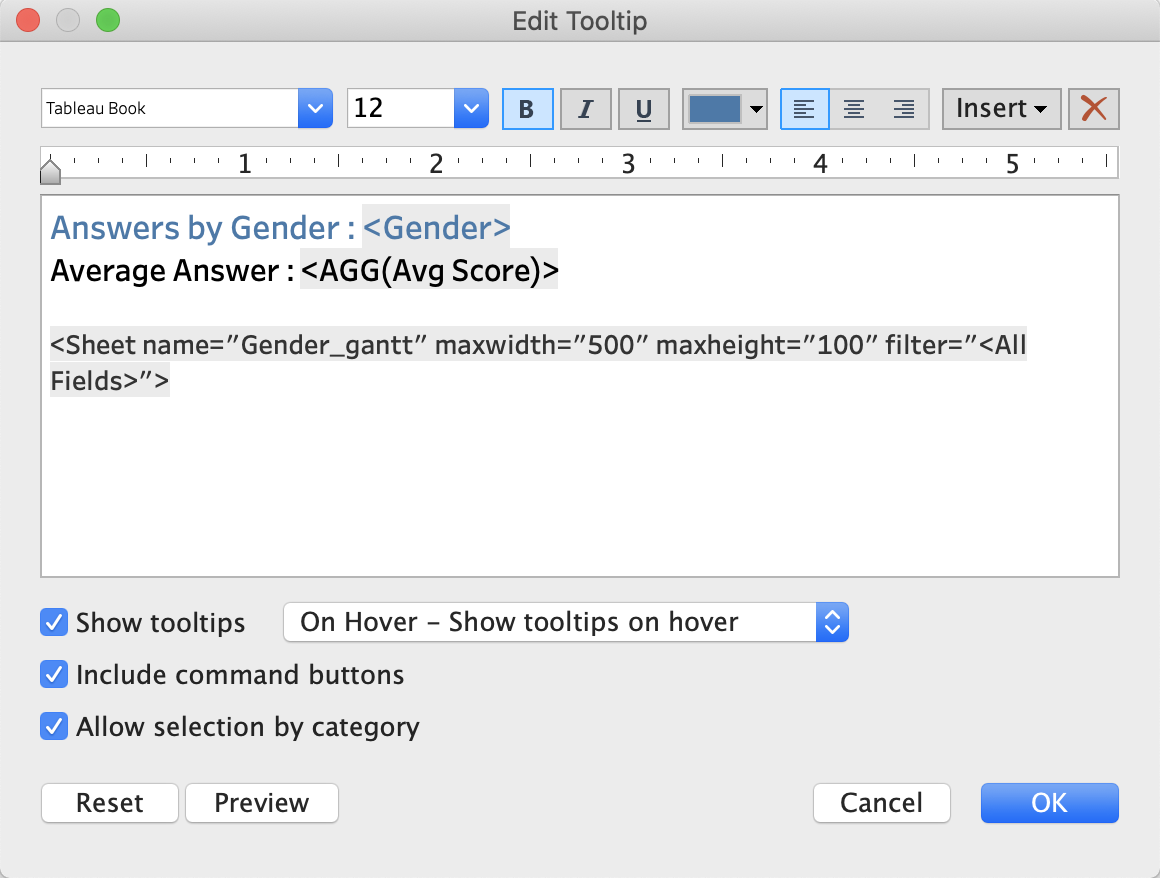 Edit Tooltip
Tableau Book 12 B I U Insert
1 2 3 4 5
Answers by Gender : <Gender>
Average Answer : <AGG(Avg Score)>
<Sheet name=”Gender_gantt” maxwidth=”500” maxheight=”100” filter=”<All
Fields>”>
Show tooltips On Hover – Show tooltips on hover
Include command buttons
Allow selection by category
Reset Preview Cancel OK